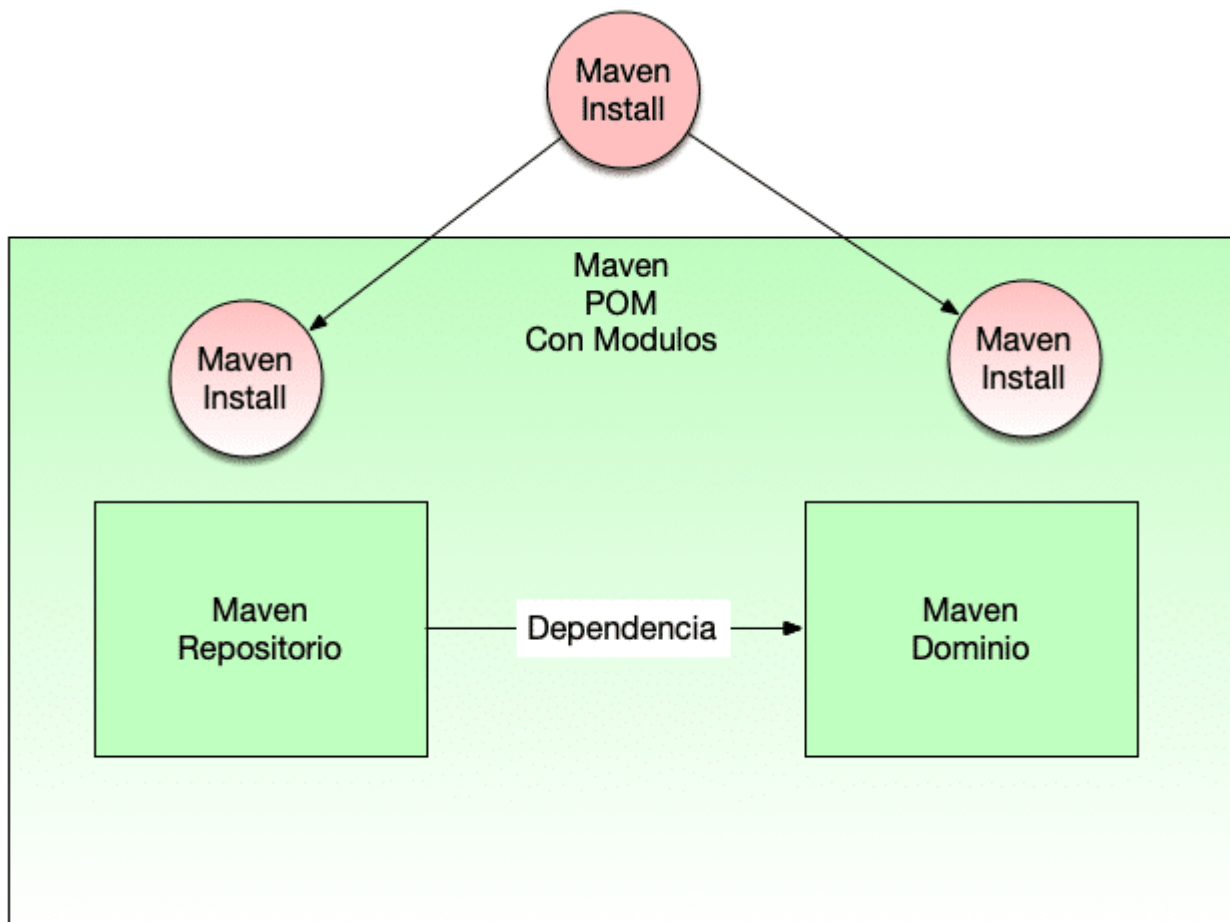 Maven
Install
Maven
POM
Con Modulos
Maven
Install
Maven
Install
Maven
Repositorio
Dependencia
Maven
Dominio